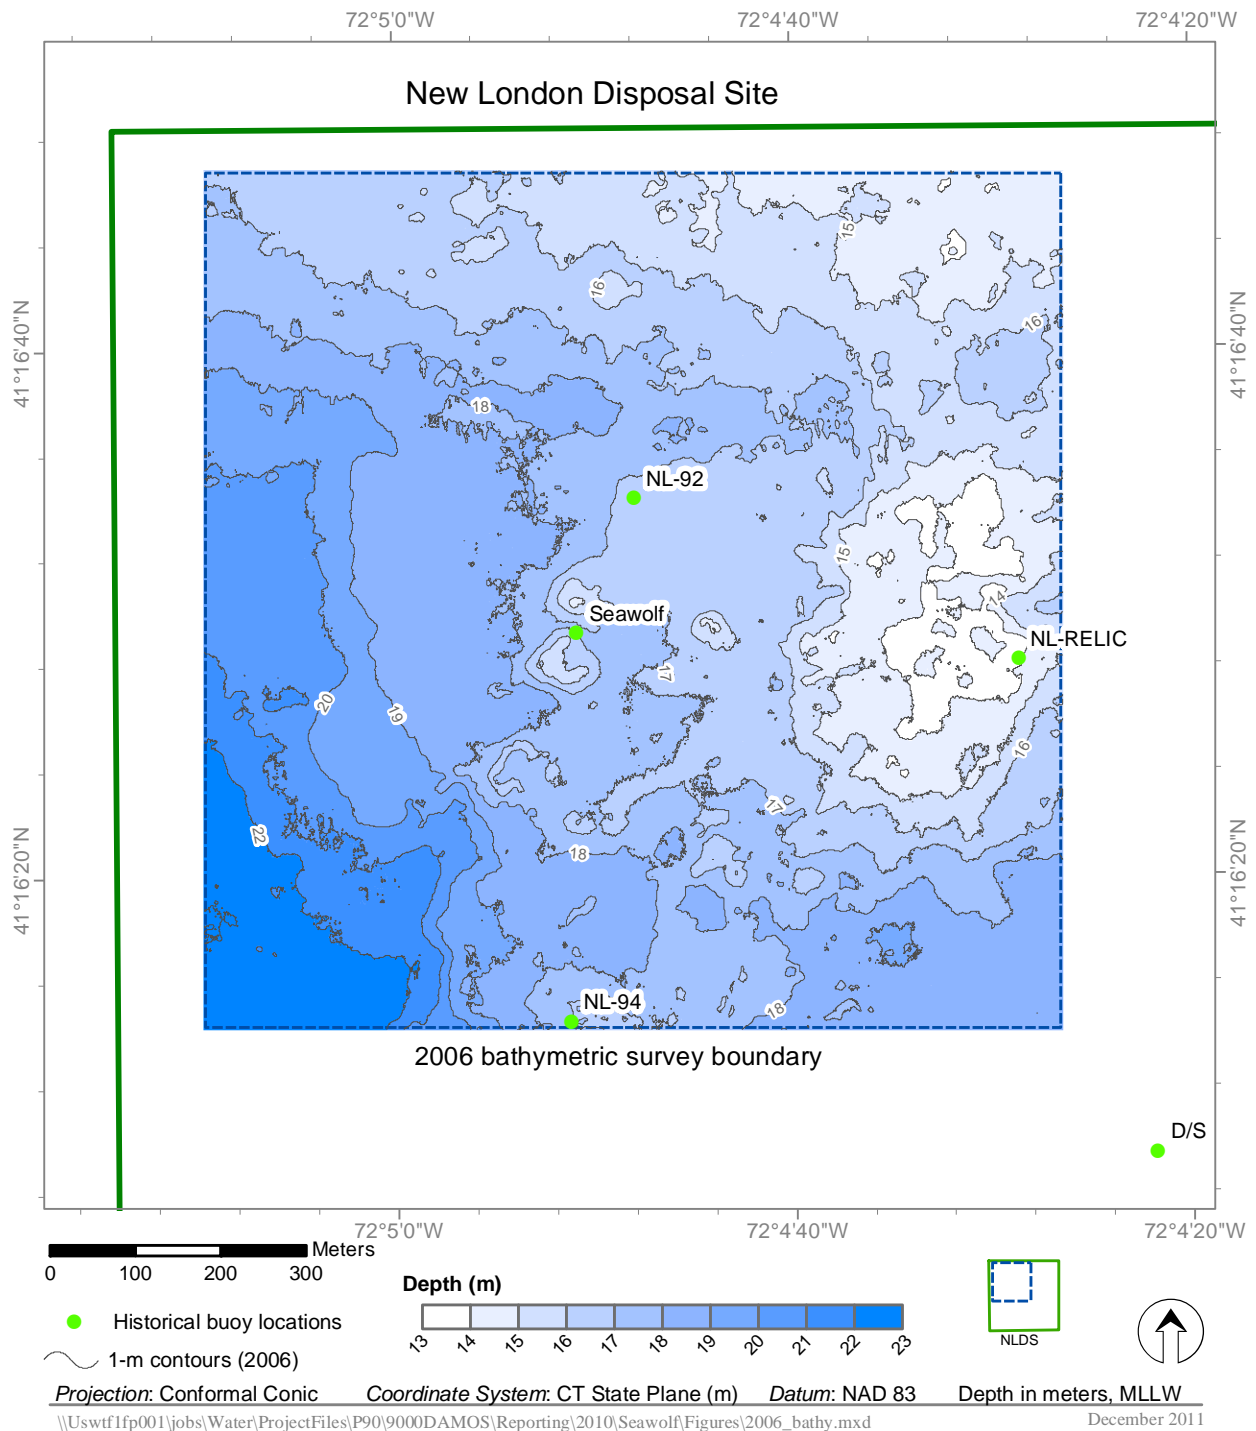 72°5'0"W 72°4'40"W 72°4'20"W
New London Disposal Site
15
16
16
41°16'40"N 41°16'40"N
18
NL-92
15
14
Seawolf
NL-RELIC
17
20
19
16
17
22
18
41°16'20"N 41°16'20"N
NL-94
18
2006 bathymetric survey boundary
D/S
72°5'0"W 72°4'40"W 72°4'20"W
Meters
0 100 200 300
Depth (m)
13 14 15 16 17 18 19 20 21 22 23
Historical buoy locations
1-m contours (2006)
NLDS
Projection: Conformal Conic Coordinate System: CT State Plane (m) Datum: NAD 83 Depth in meters, MLLW
\\Uswtf1fp001\jobs\Water\ProjectFiles\P90\9000DAMOS\Reporting\2010\Seawolf\Figures\2006_bathy.mxd December 2011